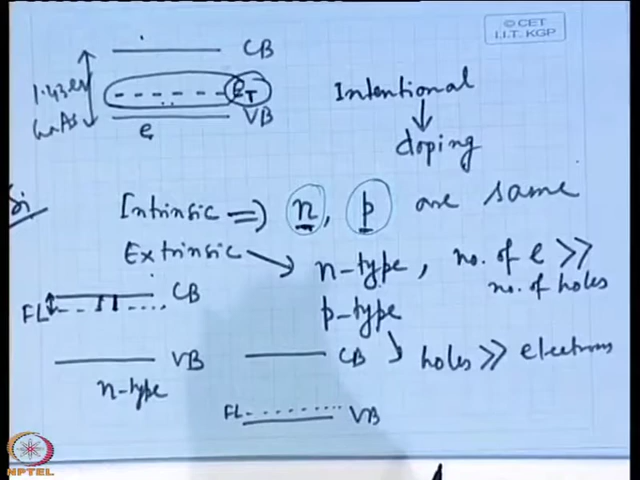 © CET
I.I.T. KGP
CB
1.43ev
GaAs
ET
VB
e
Intentional
doping
Si
Intrinsic => n, p are same
Extrinsic → n-type, no. of e >>
no. of holes
p-type
holes >> electrons
CB
FL
VB
n-type
CB
FL
VB
NPTEL